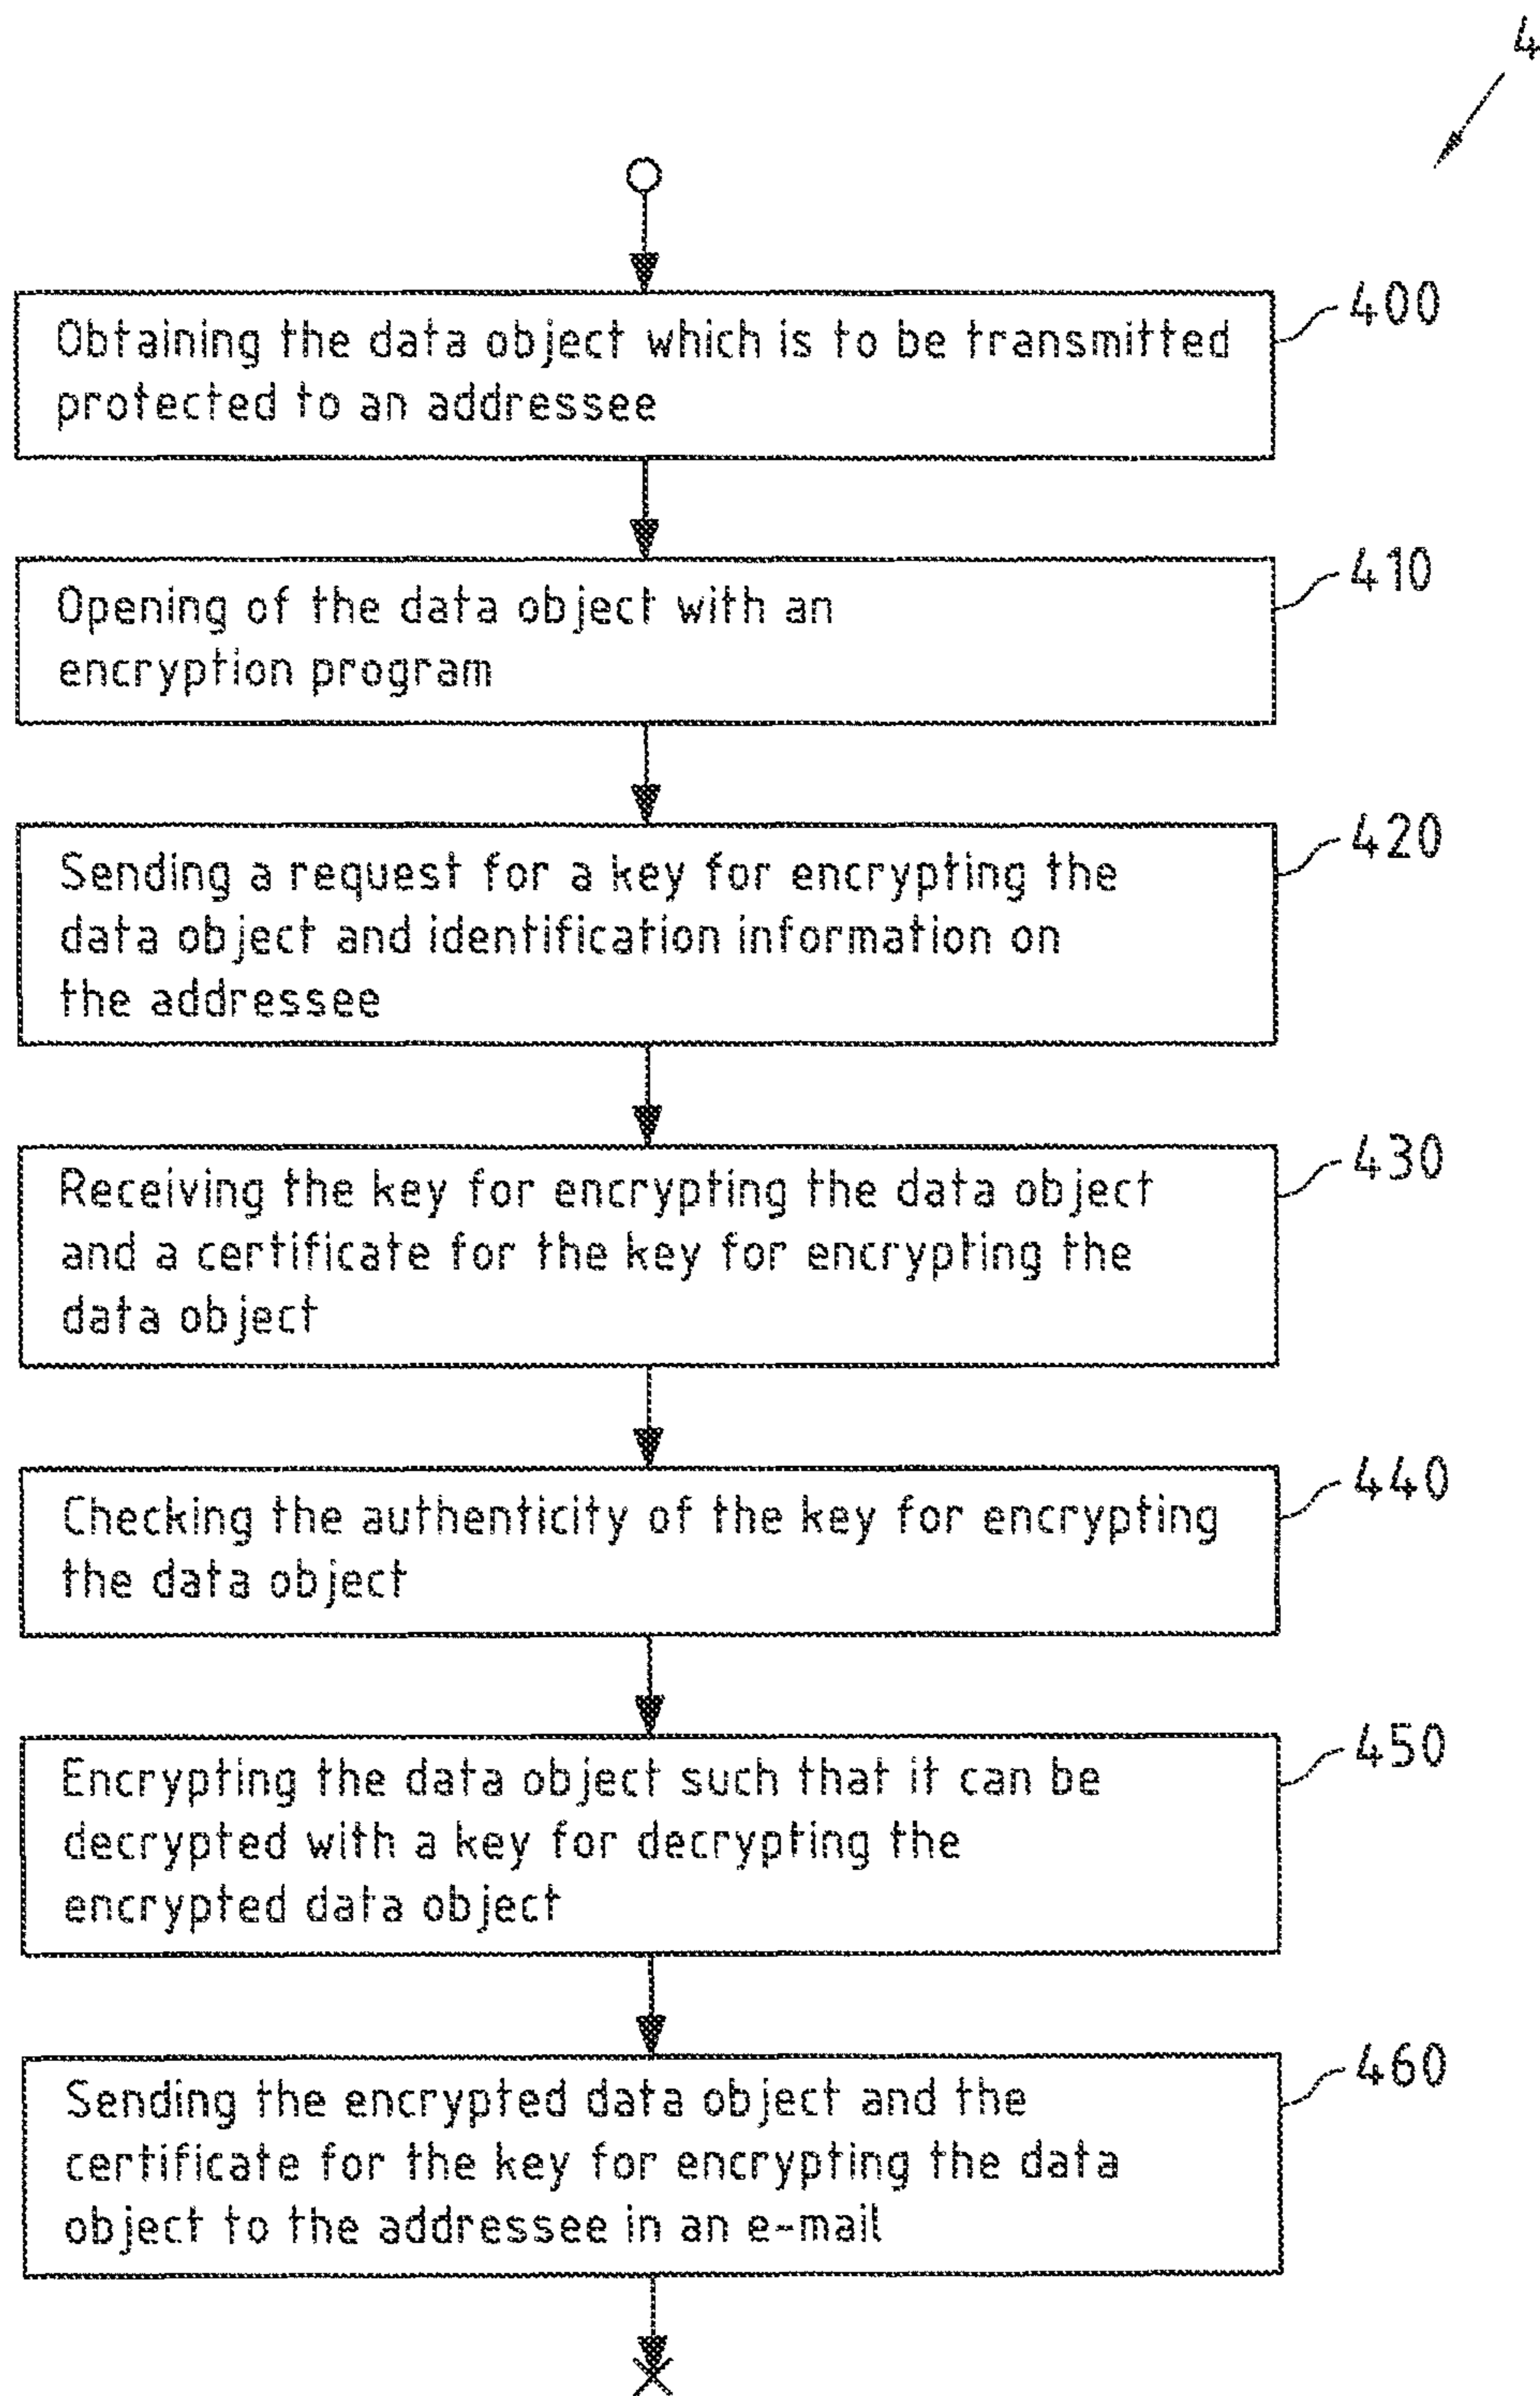 4
400
Obtaining the data object which is to be transmitted
protected to an addressee
410
Opening of the data object with an
encryption program
420
Sending a request for a key for encrypting the
data object and identification information on
the addressee
430
Receiving the key for encrypting the data object
and a certificate for the key for encrypting the
data object
440
Checking the authenticity of the key for encrypting
the data object
450
Encrypting the data object such that it can be
decrypted with a key for decrypting the
encrypted data object
460
Sending the encrypted data object and the
certificate for the key for encrypting the data
object to the addressee in an e-mail